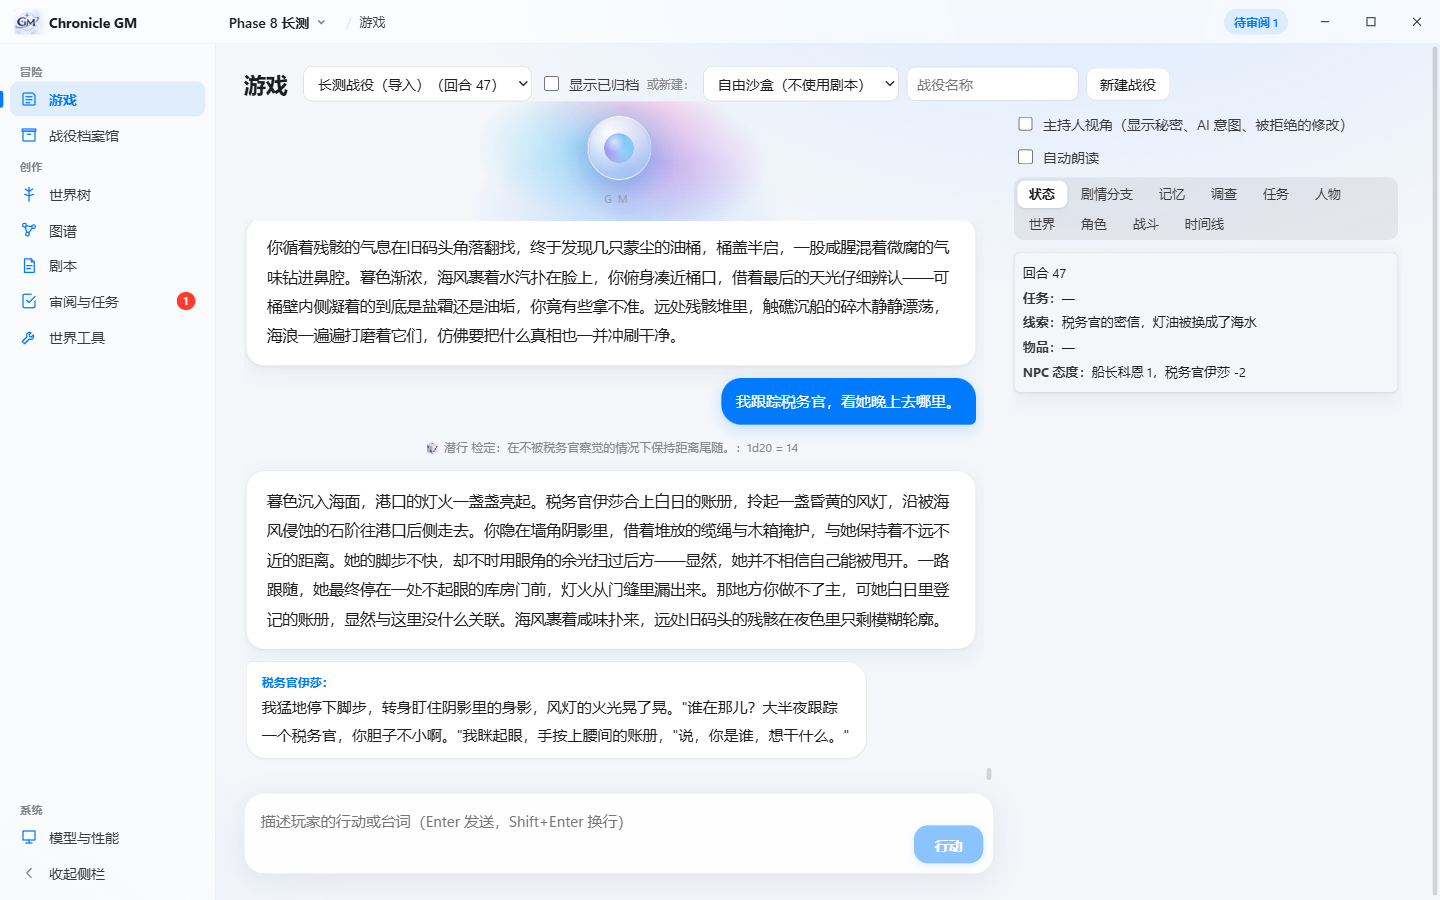 GM
Chronicle GM
Phase 8 长测
/ 游戏
待审阅 1
冒险
游戏
战役档案馆
创作
世界树
图谱
剧本
审阅与任务
1
世界工具
系统
模型与性能
收起侧栏
游戏
长测战役（导入）（回合 47）
显示已归档
或新建：
自由沙盒（不使用剧本）
战役名称
新建战役
GM
你循着残骸的气息在旧码头角落翻找，终于发现几只蒙尘的油桶，桶盖半启，一股咸腥混着微腐的气
味钻进鼻腔。暮色渐浓，海风裹着水汽扑在脸上，你俯身凑近桶口，借着最后的天光仔细辨认——可
桶壁内侧凝着的到底是盐霜还是油垢，你竟有些拿不准。远处残骸堆里，触礁沉船的碎木静静漂荡，
海浪一遍遍打磨着它们，仿佛要把什么真相也一并冲刷干净。
我跟踪税务官，看她晚上去哪里。
潜行 检定：在不被税务官察觉的情况下保持距离尾随。：1d20 = 14
暮色沉入海面，港口的灯火一盏盏亮起。税务官伊莎合上白日的账册，拎起一盏昏黄的风灯，沿被海
风侵蚀的石阶往港口后侧走去。你隐在墙角阴影里，借着堆放的缆绳与木箱掩护，与她保持着不远不
近的距离。她的脚步不快，却不时用眼角的余光扫过后方——显然，她并不相信自己能被甩开。一路
跟随，她最终停在一处不起眼的库房门前，灯火从门缝里漏出来。那地方你做不了主，可她白日里登
记的账册，显然与这里没什么关联。海风裹着咸味扑来，远处旧码头的残骸在夜色里只剩模糊轮廓。
税务官伊莎：
我猛地停下脚步，转身盯住阴影里的身影，风灯的火光晃了晃。"谁在那儿？大半夜跟踪
一个税务官，你胆子不小啊。"我眯起眼，手按上腰间的账册，"说，你是谁，想干什么。"
描述玩家的行动或台词（Enter 发送，Shift+Enter 换行）
行动
主持人视角（显示秘密、AI 意图、被拒绝的修改）
自动朗读
状态 剧情分支 记忆 调查 任务 人物
世界 角色 战斗 时间线
回合 47
任务：—
线索：税务官的密信，灯油被换成了海水
物品：—
NPC 态度：船长科恩 1，税务官伊莎 -2